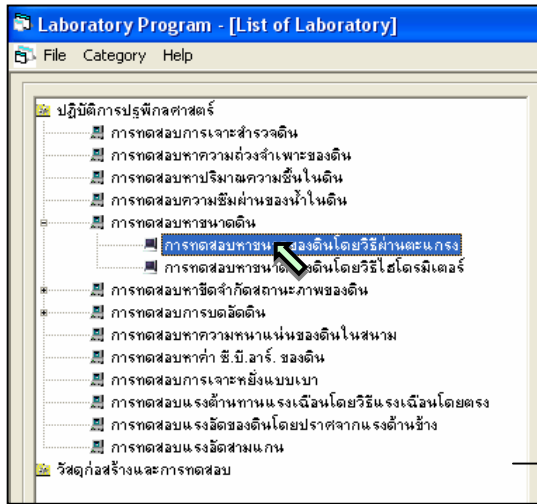 Laboratory Program - [List of Laboratory]
File Category Help
ปฏิบัติการปฐพีกลศาสตร์
การทดสอบการเจาะสำรวจดิน
การทดสอบหาความถ่วงจำเพาะของดิน
การทดสอบหาปริมาณความชื้นในดิน
การทดสอบความซึมผ่านของน้ำในดิน
การทดสอบหาขนาดดิน
การทดสอบหาขนาดของดินโดยวิธีผ่านตะแกรง
การทดสอบหาขนาดของดินโดยวิธีไฮโดรมิเตอร์
การทดสอบหาขีดจำกัดสถานะภาพของดิน
การทดสอบการบดอัดดิน
การทดสอบหาความหนาแน่นของดินในสนาม
การทดสอบหาค่า ซี.บี.อาร์. ของดิน
การทดสอบการเจาะหยั่งแบบเบา
การทดสอบแรงต้านทานแรงเฉือนโดยวิธีแรงเฉือนโดยตรง
การทดสอบแรงอัดของดินโดยปราศจากแรงด้านข้าง
การทดสอบแรงอัดสามแกน
วัสดุก่อสร้างและการทดสอบ